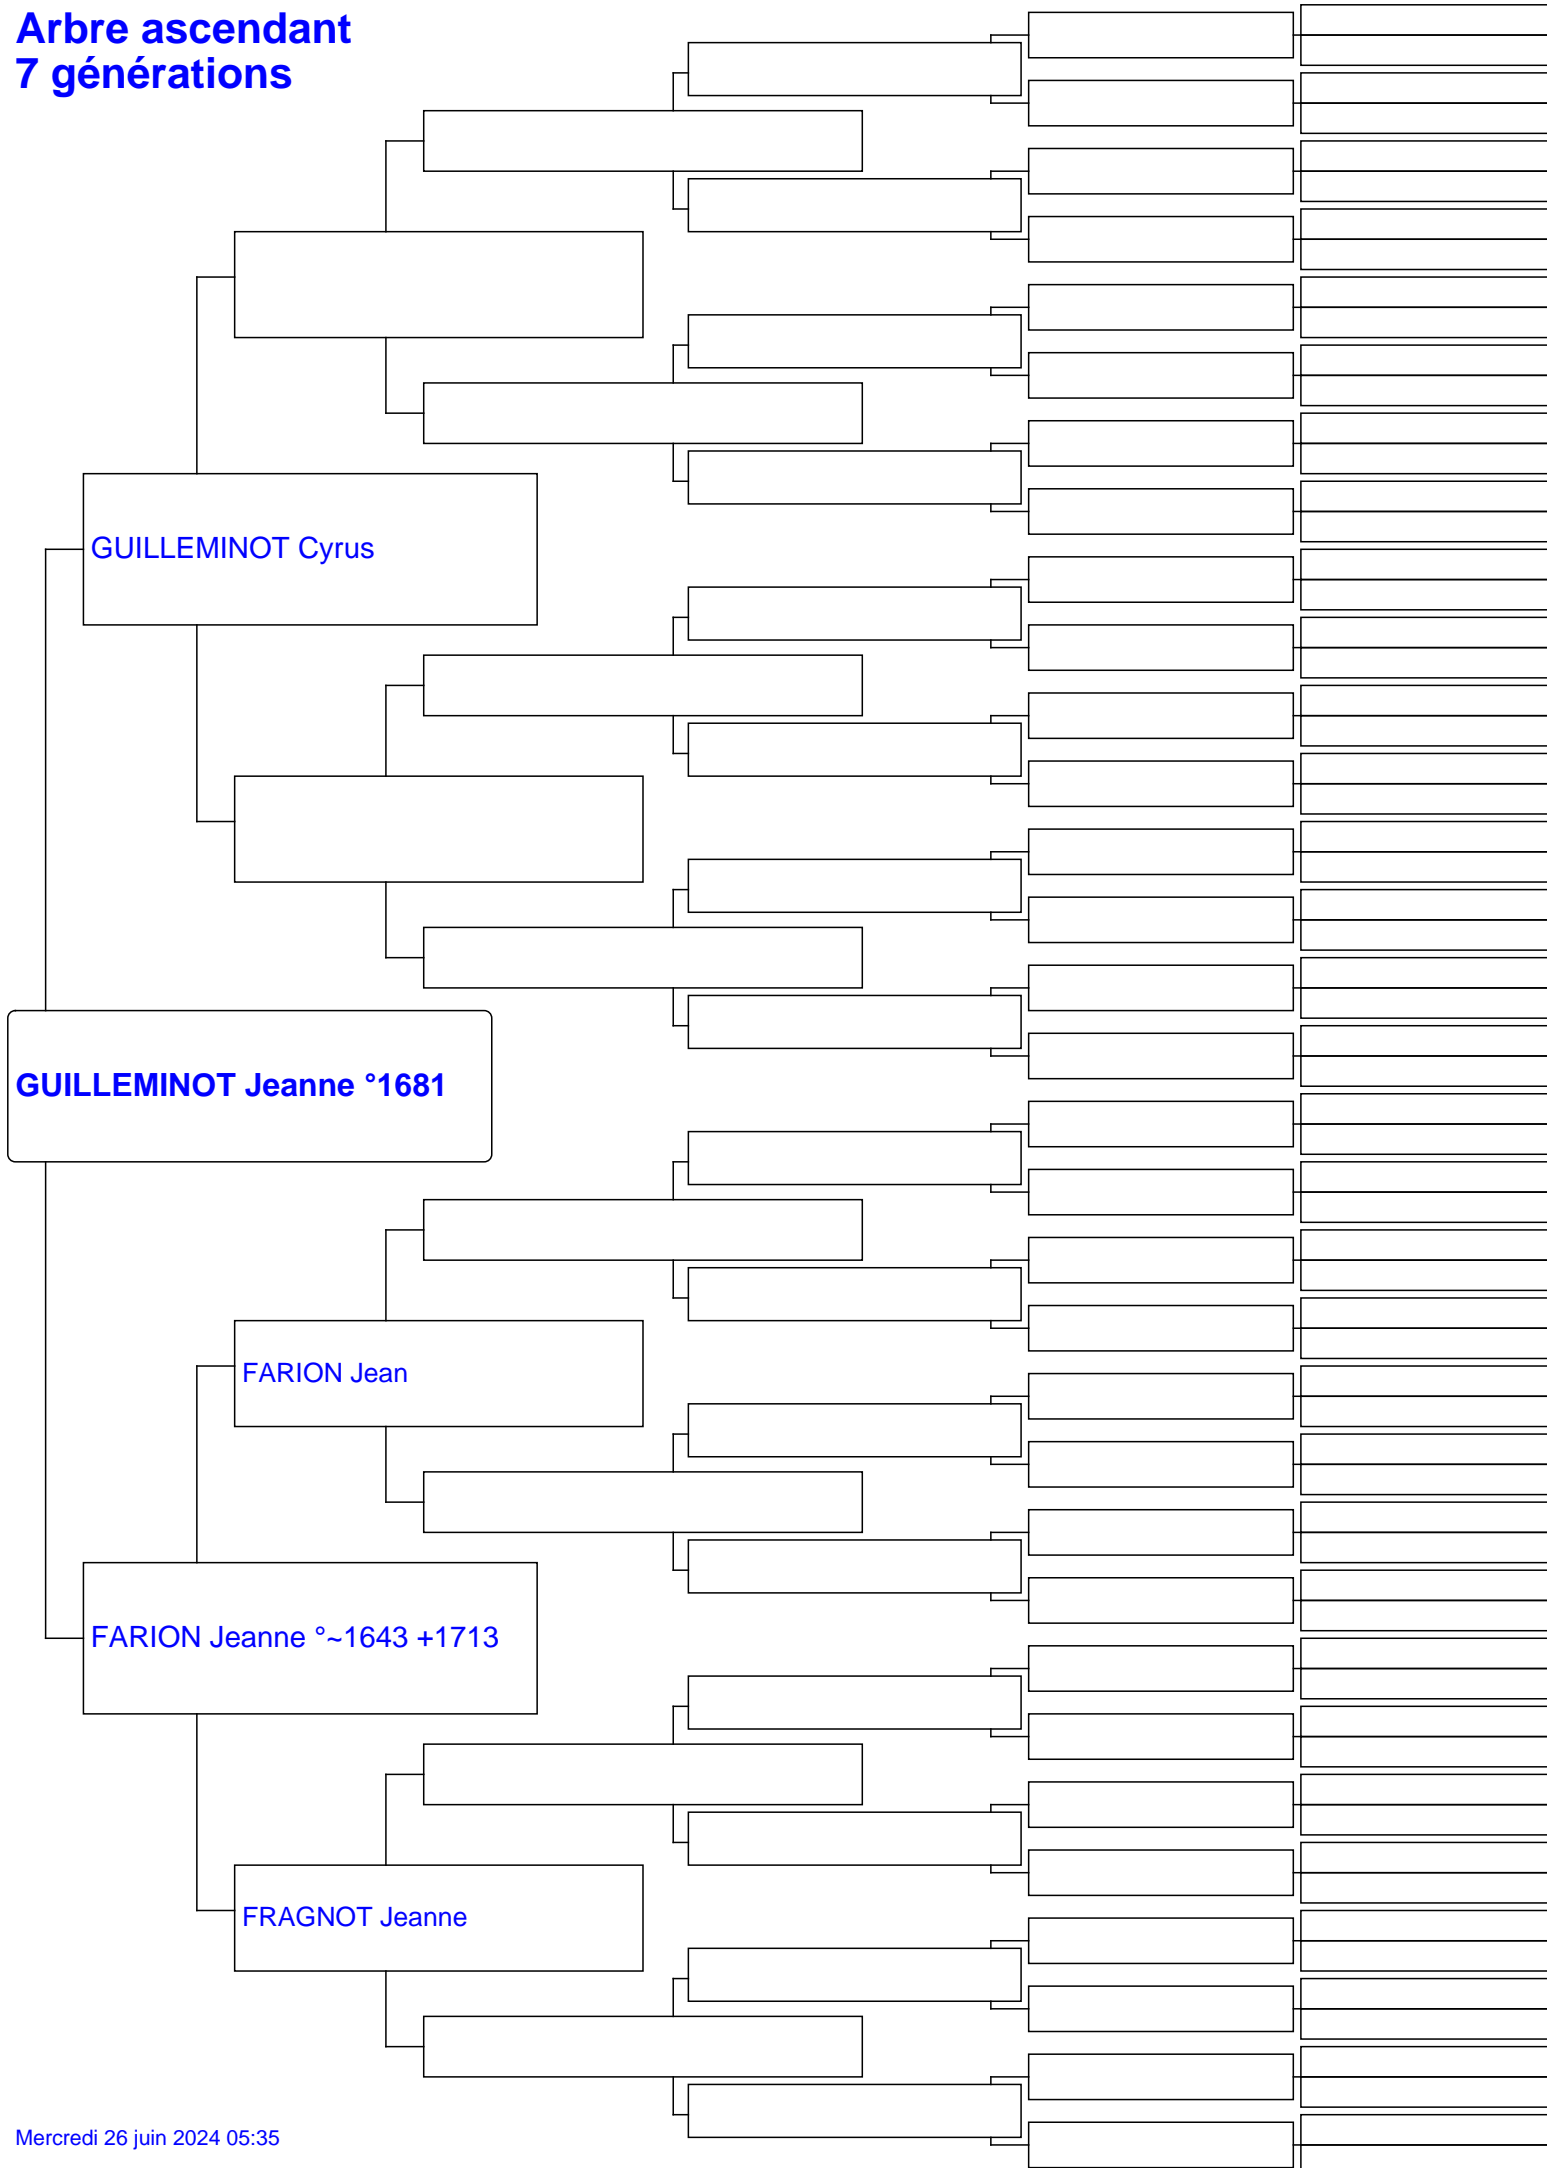 Arbre ascendant
7 générations
GUILLEMINOT Cyrus
GUILLEMINOT Jeanne °1681
FARION Jean
FARION Jeanne °~1643 +1713
FRAGNOT Jeanne
Mercredi 26 juin 2024 05:35